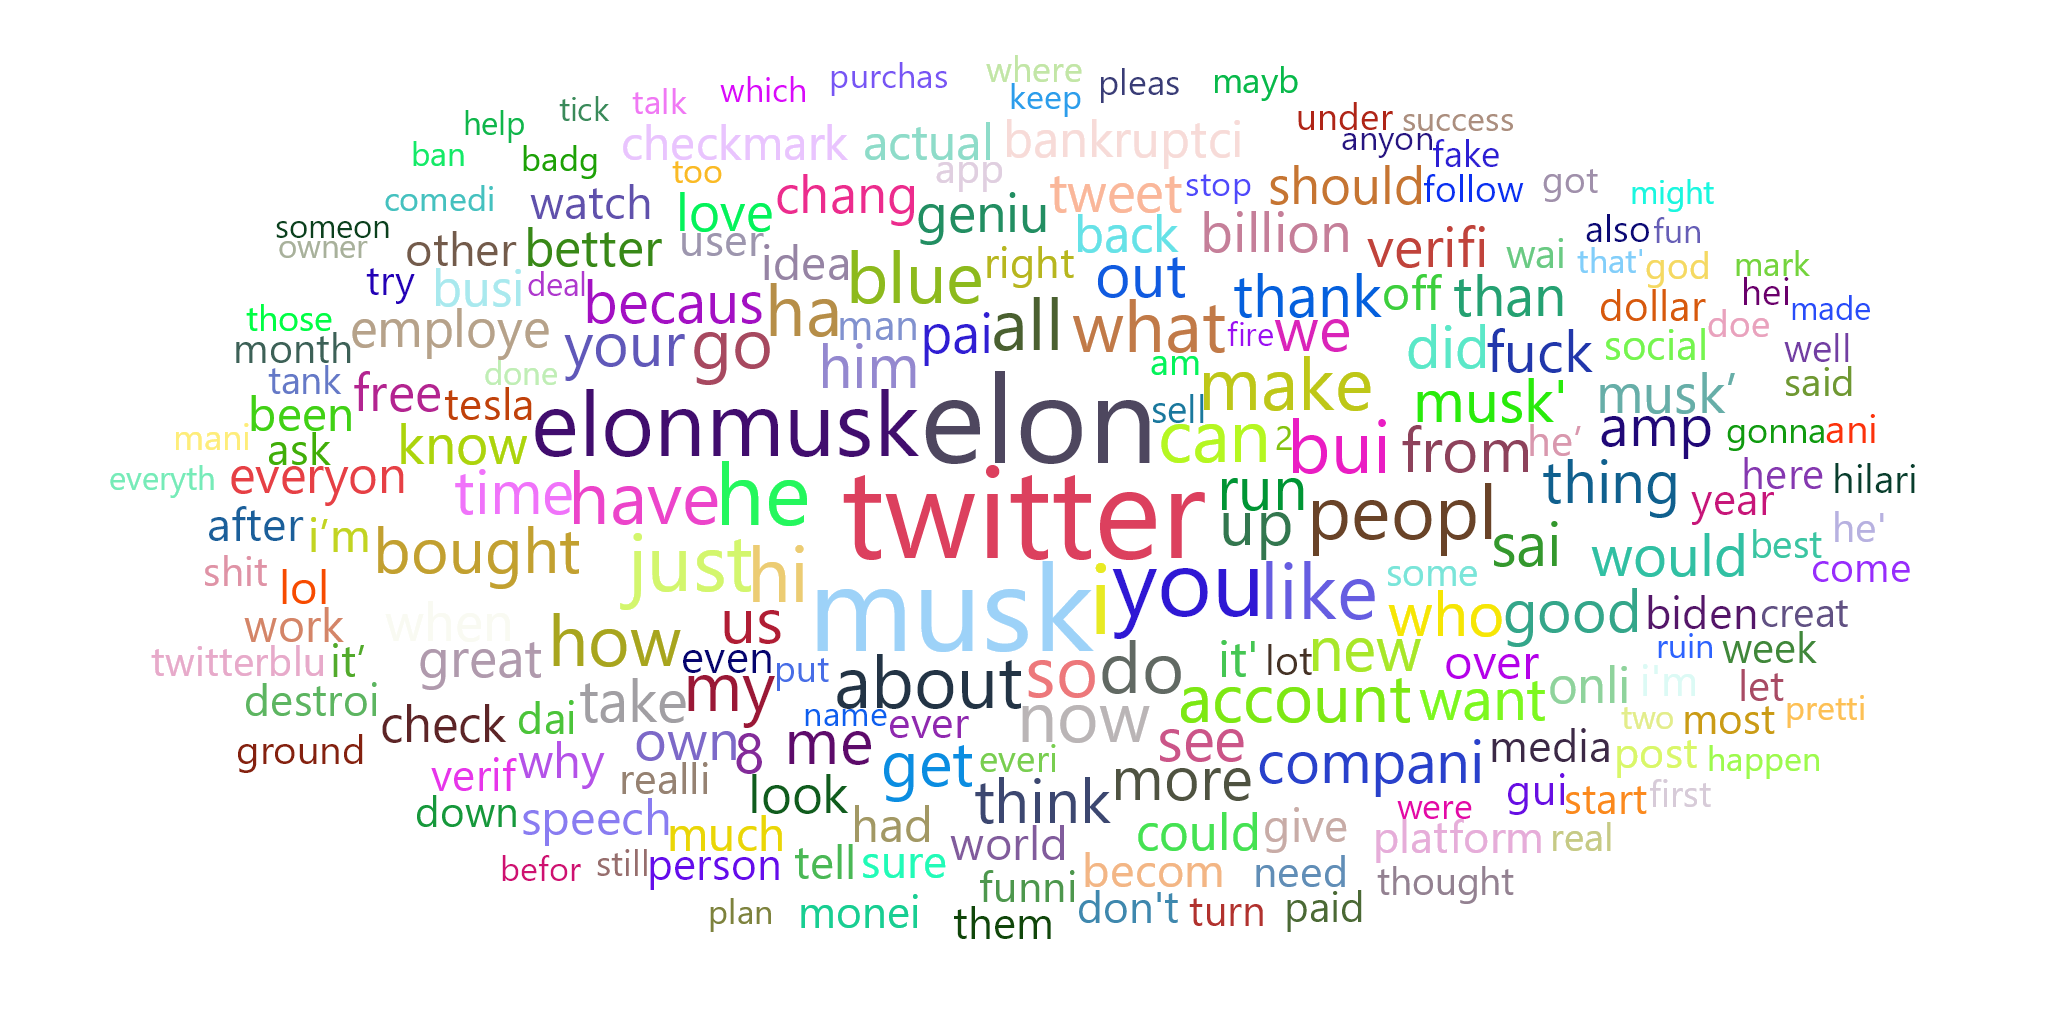 purchas where
which pleas mayb
tick talk keep
help under success
checkmark actual bankruptci anyon
ban badg too app fake
comedi watch love chang geniu tweet stop should follow got might
someon owner other better user idea back billion verifi wai also fun
try busi deal becaus ha blue right out thank off than that' god mark
those employe your go man pai all what fire we did fuck dollar social doe hei made
month tank done him am make musk' musk’ well said
been free tesla elonmusk elon sell
mani ask know can 2 bui from he’ amp gonna ani
everyth everyon time have he twitter run up peopl thing year here hilari
after i’m bought just hi sai would best he' come
shit lol musk i you like some
work when how us who good biden creat
twitterblu it’ great even put about so do it' lot new over ruin week
destroi check dai take my name ever now account want onli i'm let
ground verif why own 8 me get everi see compani media two most pretti
realli look think more post happen
down speech much had could give were gui start first
befor still person tell sure world becom need platform real
plan monei funni them don't turn paid thought